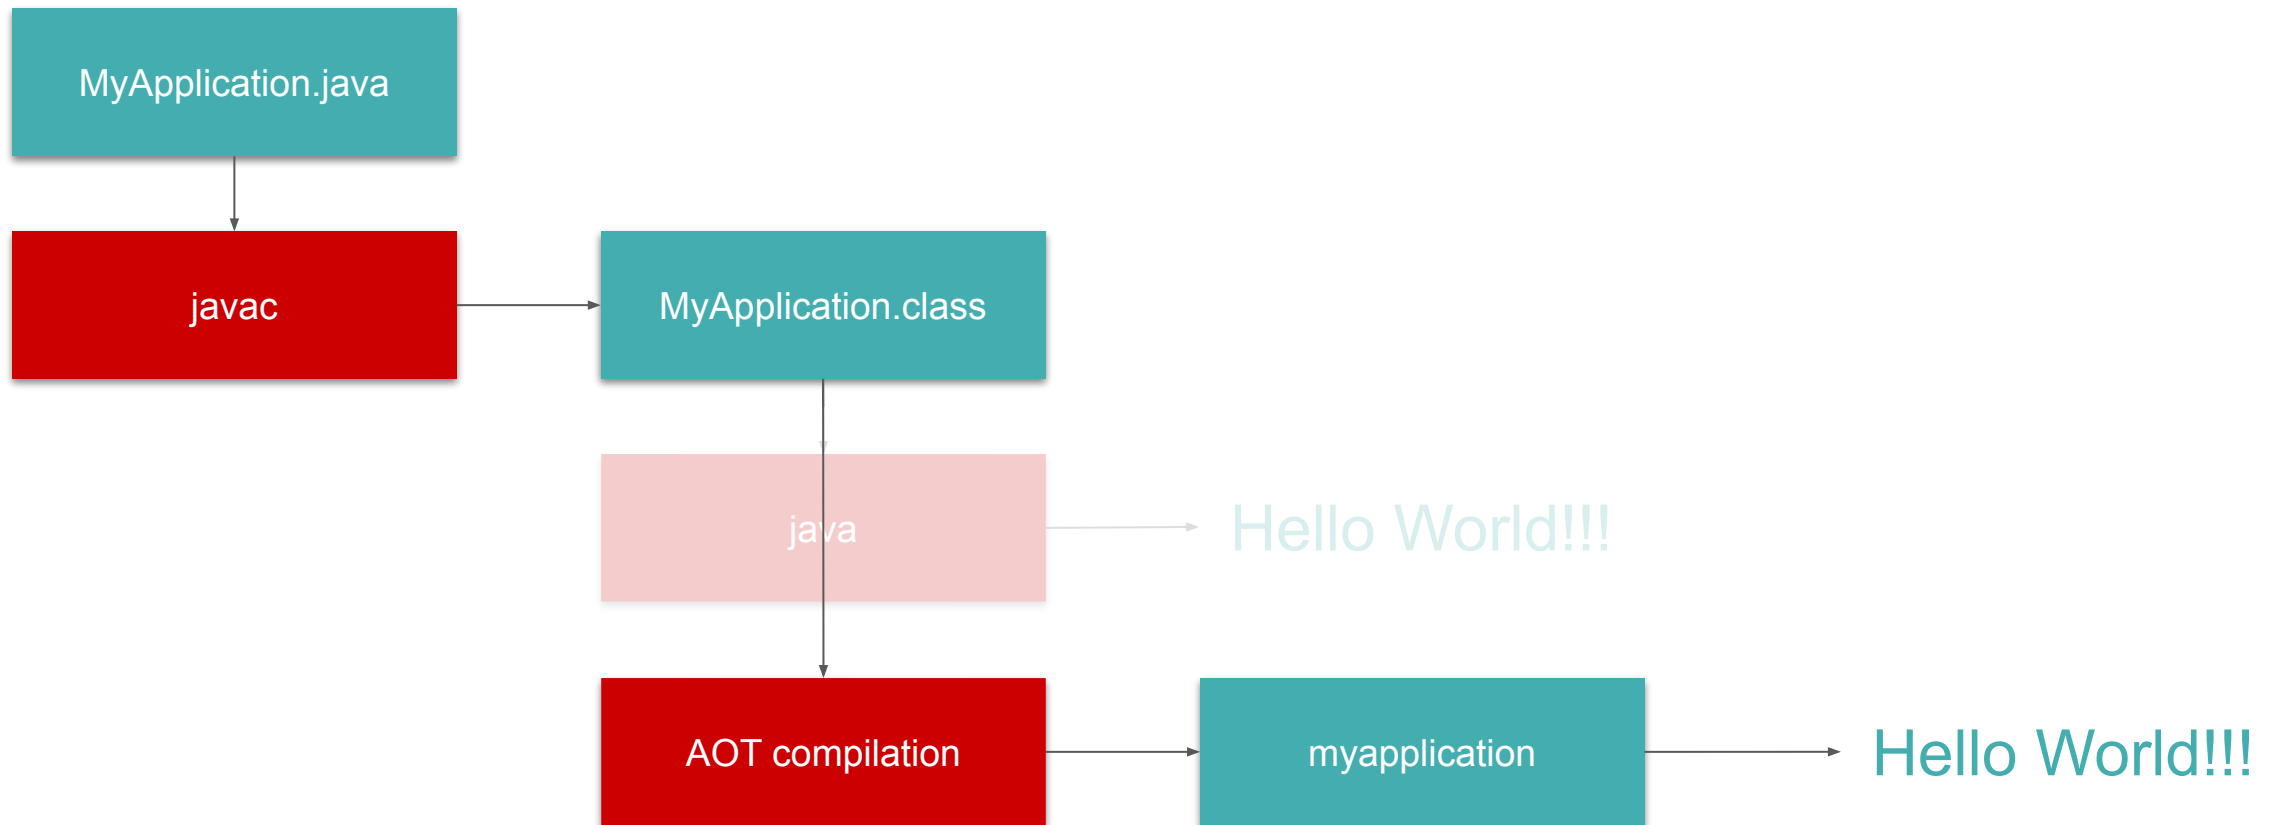 MyApplication.java
javac
MyApplication.class
java
Hello World!!!
AOT compilation
myapplication
Hello World!!!